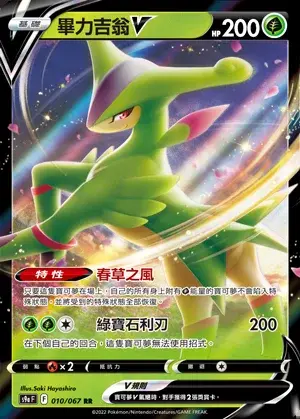 基礎 畢力吉翁V HP 200
特性 春草之風
只要這隻寶可夢在場上，自己的所有身上附有能量的寶可夢不會陷入特
殊狀態，並將受到的特殊狀態全部恢復。
綠寶石利刃 200
在下個自己的回合，這隻寶可夢無法使用招式。
弱點 ×2 抵抗力 撤退
Illus.Saki Hayashiro
V規則
s9a F F 010/067 RR
寶可夢V【昏厥】時，對手獲得2張獎賞卡。
©2022 Pokémon/Nintendo/Creatures/GAME FREAK.